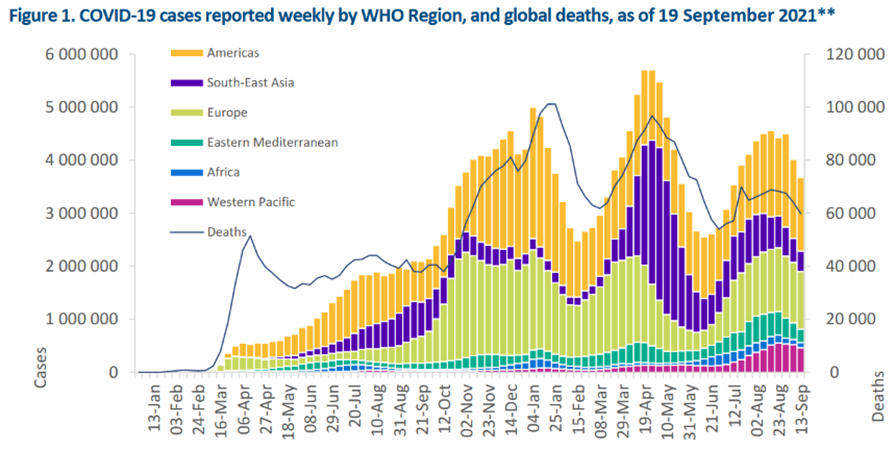 Figure 1. COVID-19 cases reported weekly by WHO Region, and global deaths, as of 19 September 2021**
6 000 000
5 000 000
4 000 000
3 000 000
2 000 000
1 000 000
0
Cases
Americas
South-East Asia
Europe
Eastern Mediterranean
Africa
Western Pacific
Deaths
120 000
100 000
80 000
60 000
40 000
20 000
0
Deaths
13-Jan
03-Feb
24-Feb
16-Mar
06-Apr
27-Apr
18-May
08-Jun
29-Jun
20-Jul
10-Aug
31-Aug
21-Sep
12-Oct
02-Nov
23-Nov
14-Dec
04-Jan
25-Jan
15-Feb
08-Mar
29-Mar
19-Apr
10-May
31-May
21-Jun
12-Jul
02-Aug
23-Aug
13-Sep